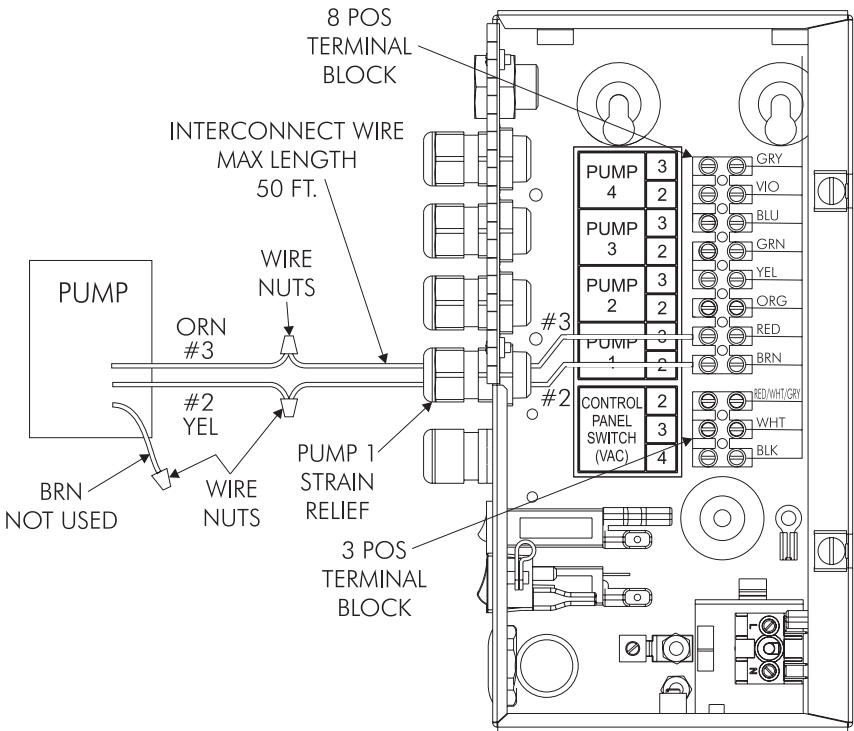 8 POS
TERMINAL
BLOCK
INTERCONNECT WIRE
MAX LENGTH
50 FT.
PUMP
WIRE
NUTS
ORN
#3
#2
YEL
BRN
NOT USED
WIRE
NUTS
PUMP 1
STRAIN
RELIEF
3 POS
TERMINAL
BLOCK
#3
#2
PUMP
4
3
2
PUMP
3
3
2
PUMP
2
3
2
PUMP
1
3
2
CONTROL
PANEL
SWITCH
(VAC)
2
3
4
GRY
VIO
BLU
GRN
YEL
ORG
RED
BRN
RED/WHT/GRY
WHT
BLK
L
N